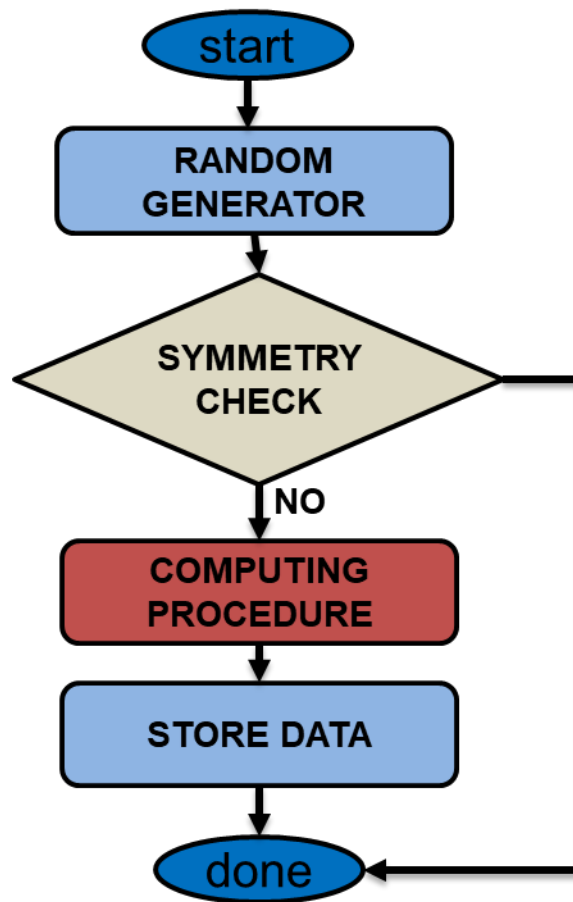 start
RANDOM
GENERATOR
SYMMETRY
CHECK
NO
COMPUTING
PROCEDURE
STORE DATA
done